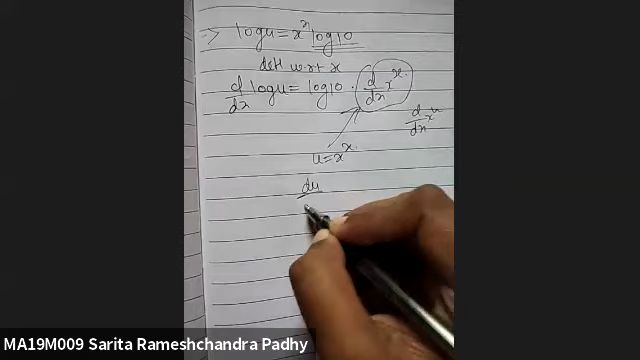 => log u = x^x log 10
diff w.r.t x
d/dx log u = log 10 · d/dx x^x
d/dx x^n
u = x^x
du
MA19M009 Sarita Rameshchandra Padhy